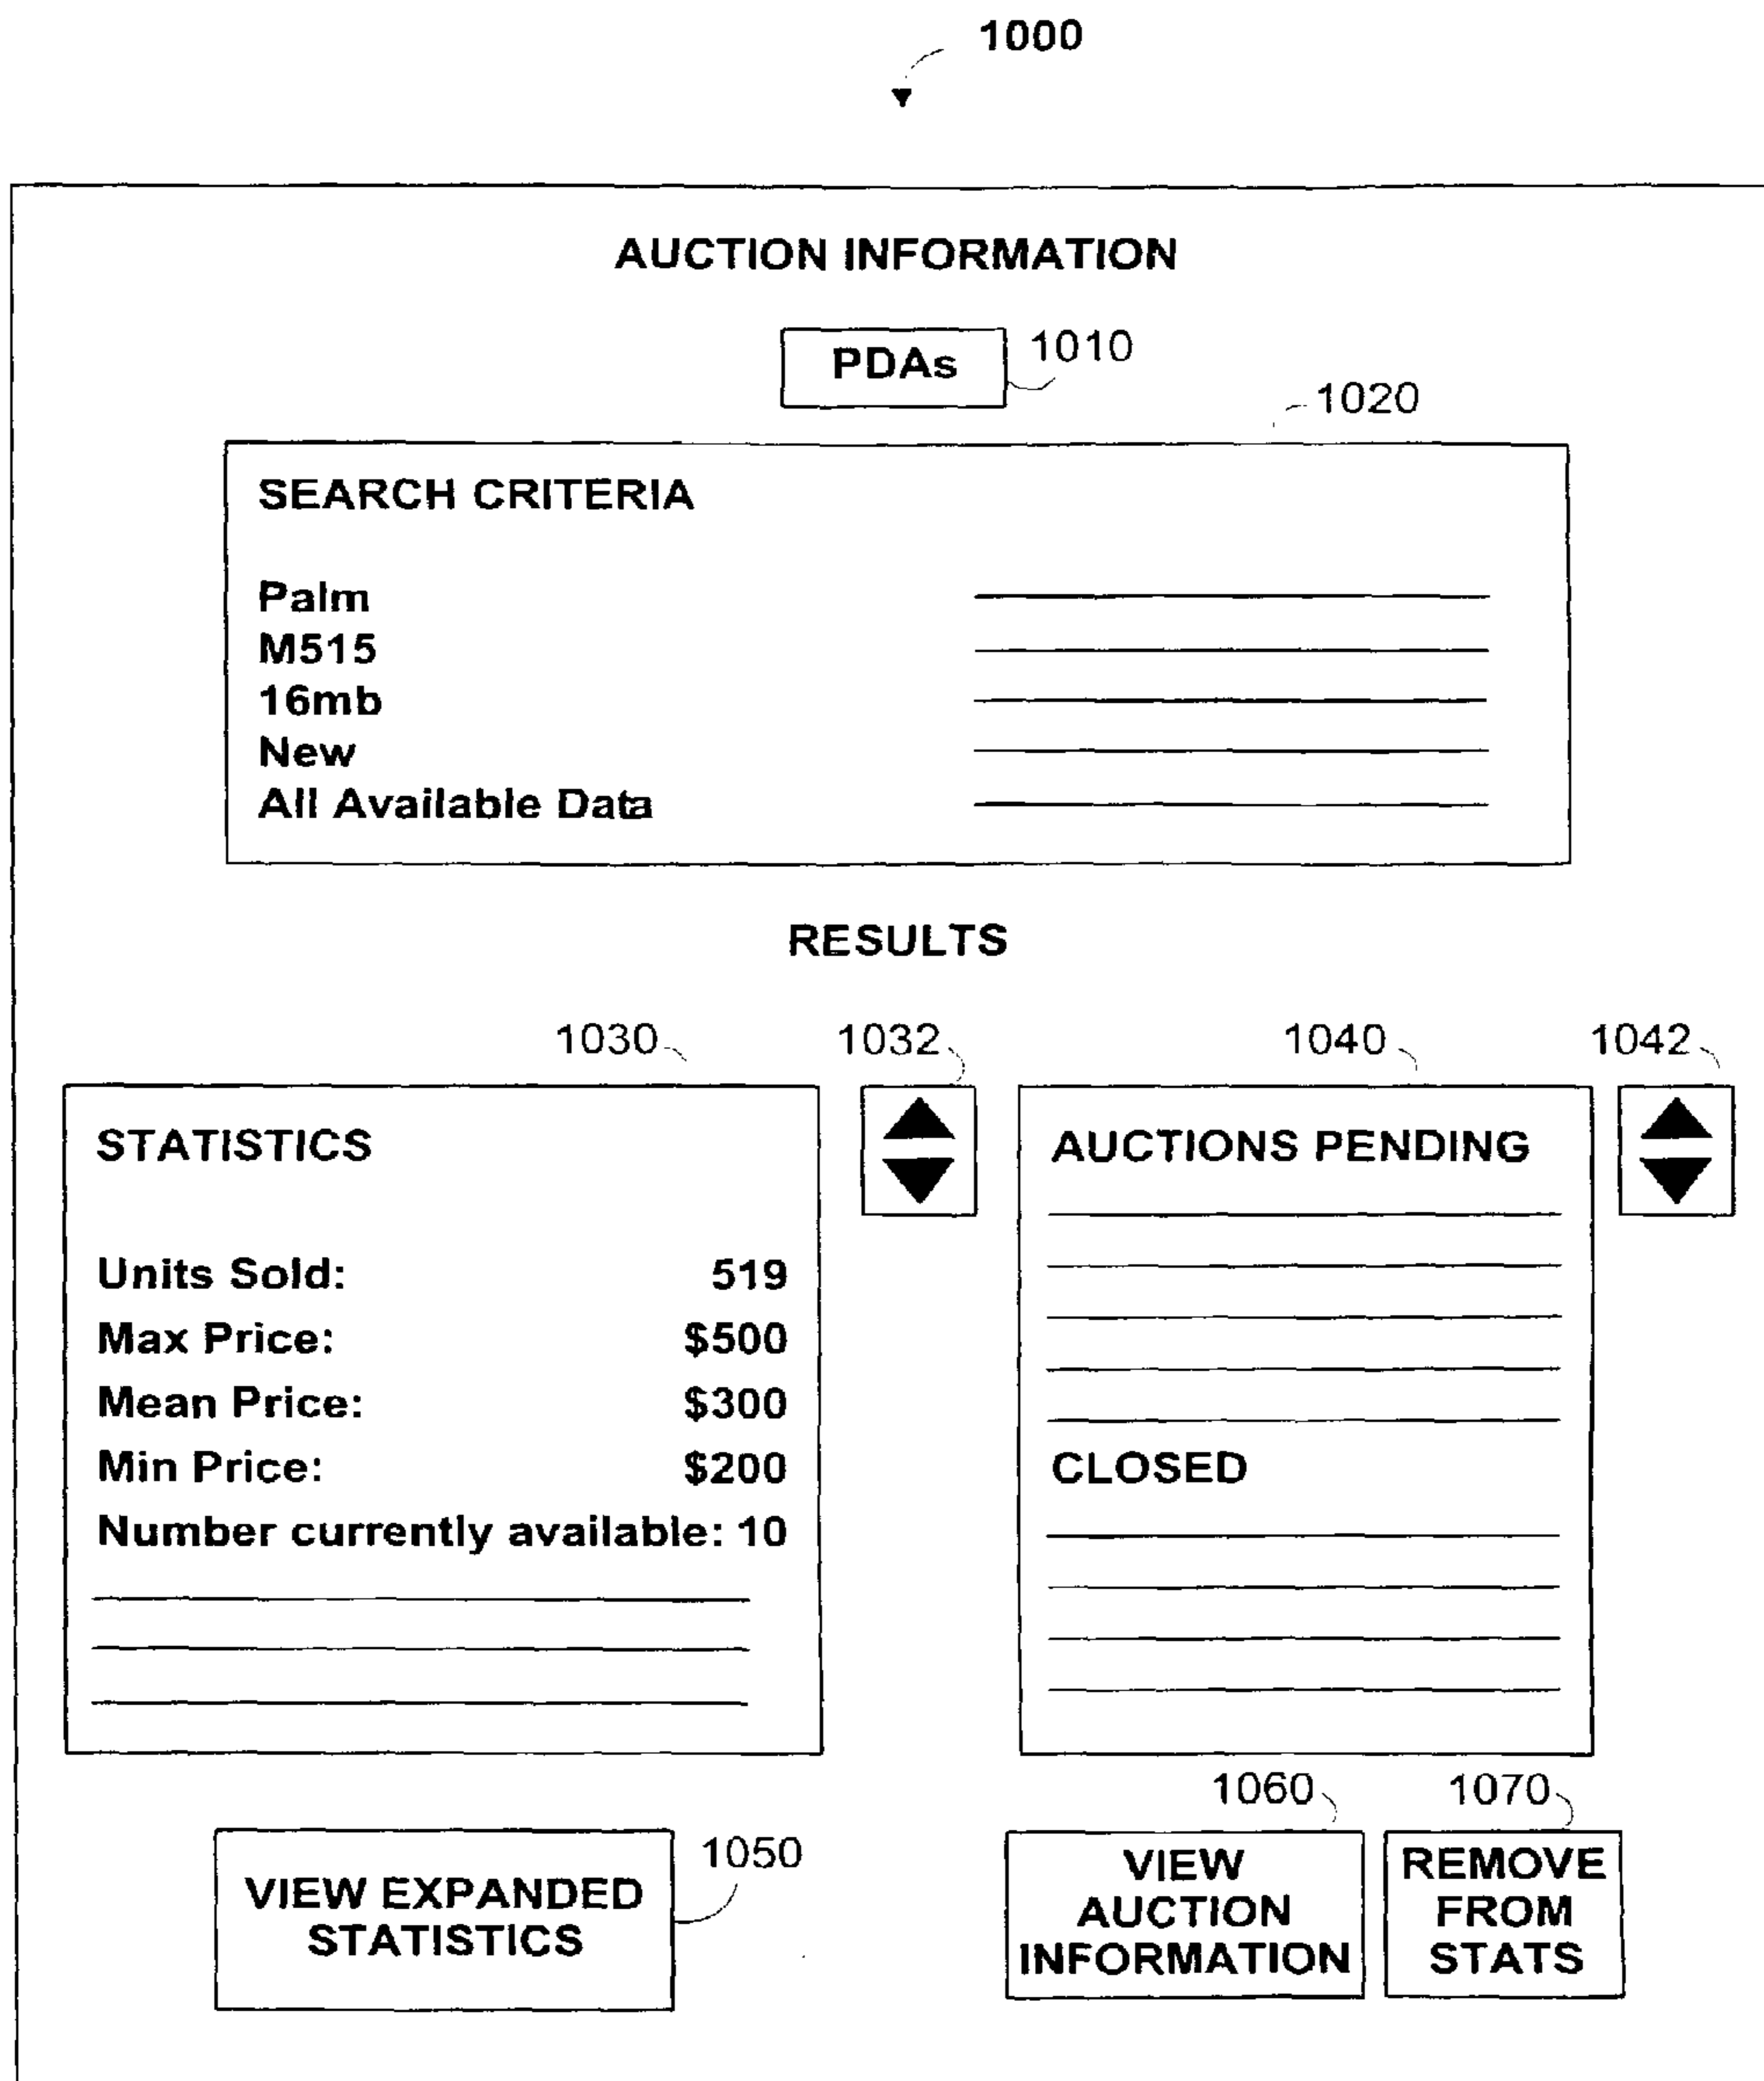 1000
AUCTION INFORMATION
PDAs
1010
1020
SEARCH CRITERIA
Palm
M515
16mb
New
All Available Data
RESULTS
1030
1032
1040
1042
STATISTICS
Units Sold: 519
Max Price: $500
Mean Price: $300
Min Price: $200
Number currently available: 10
AUCTIONS PENDING
CLOSED
1050
VIEW EXPANDED
STATISTICS
1060
VIEW
AUCTION
INFORMATION
1070
REMOVE
FROM
STATS